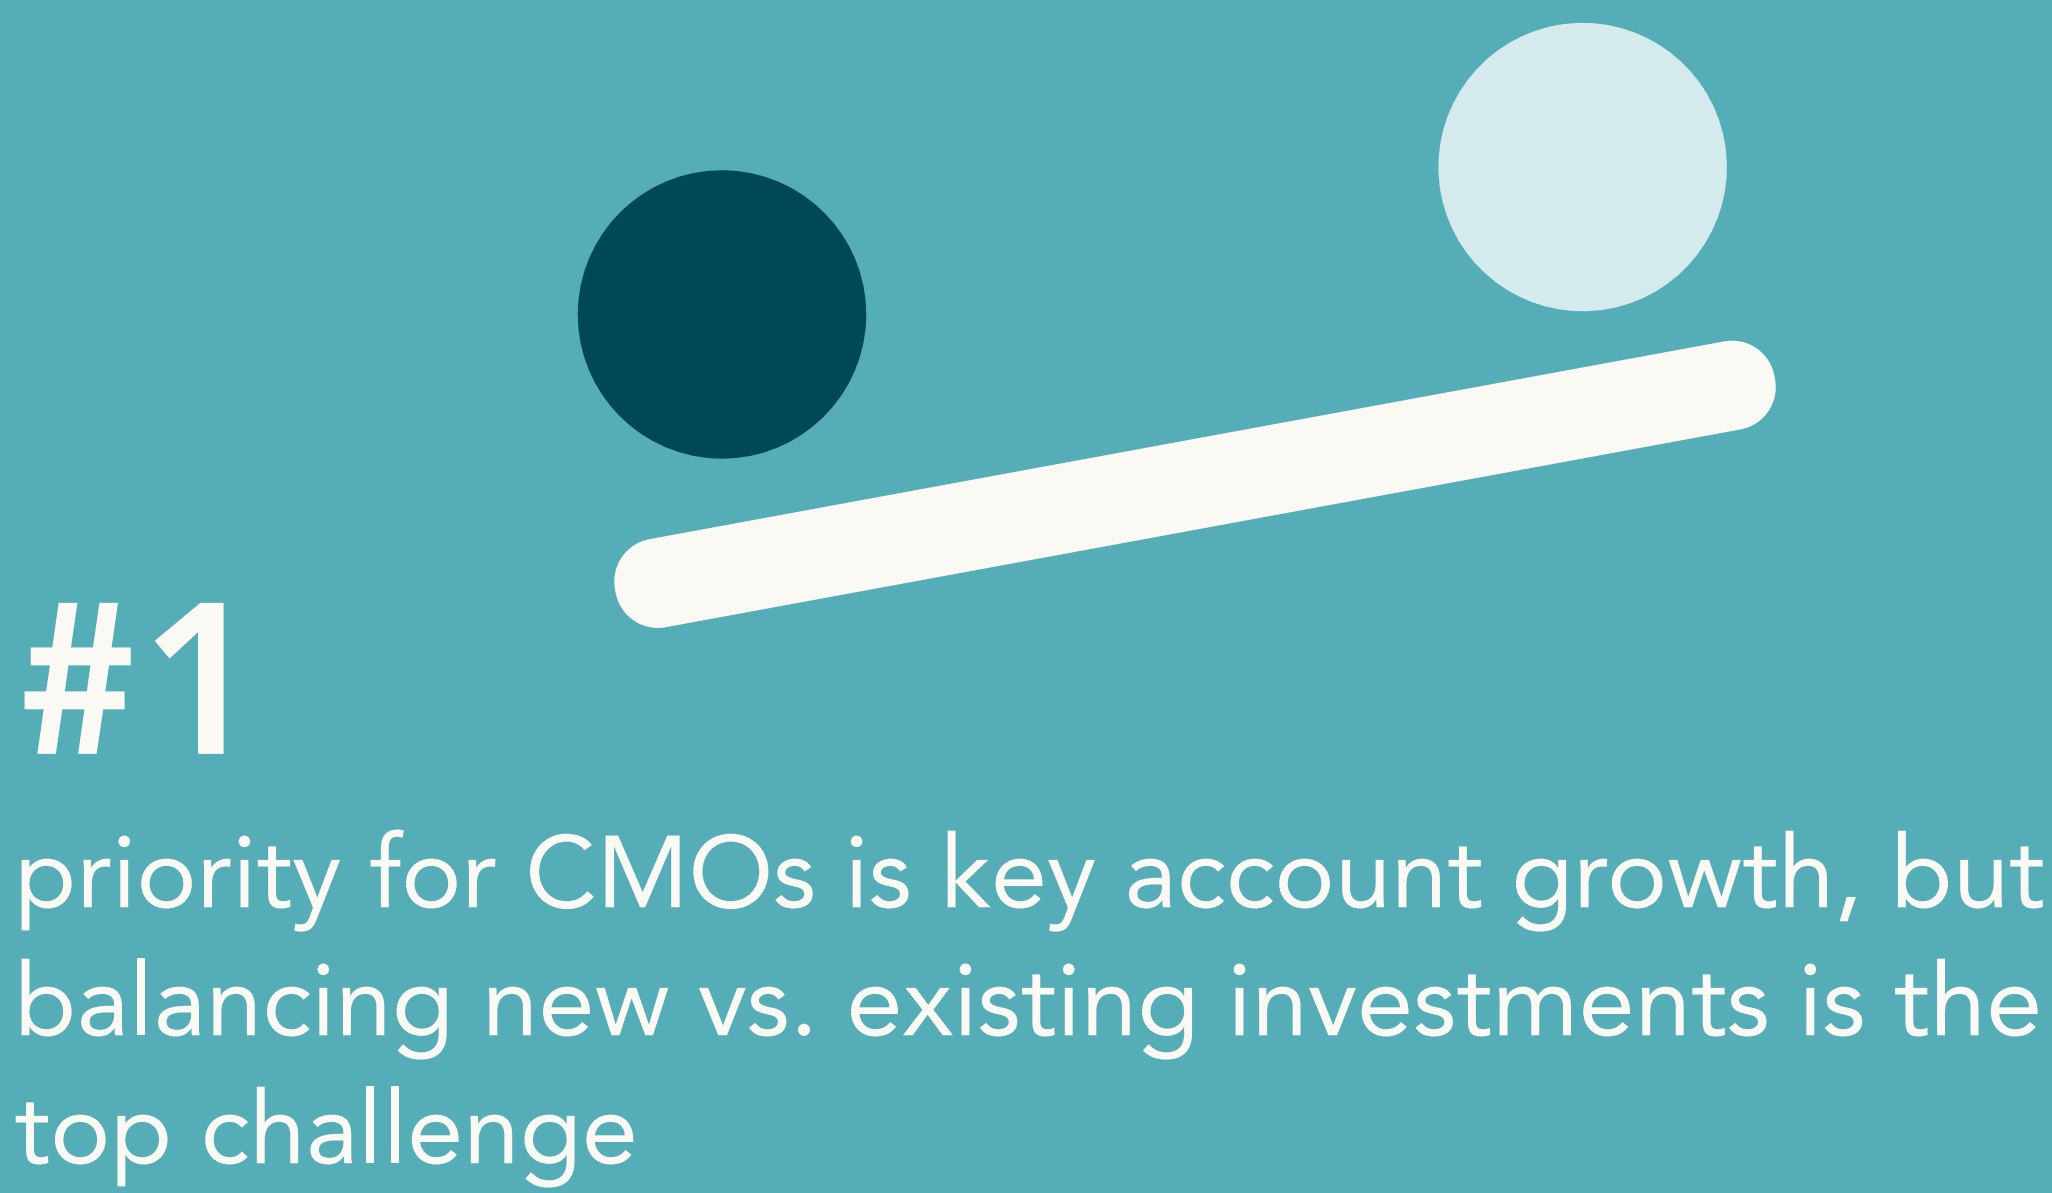 #1
priority for CMOs is key account growth, but
balancing new vs. existing investments is the
top challenge